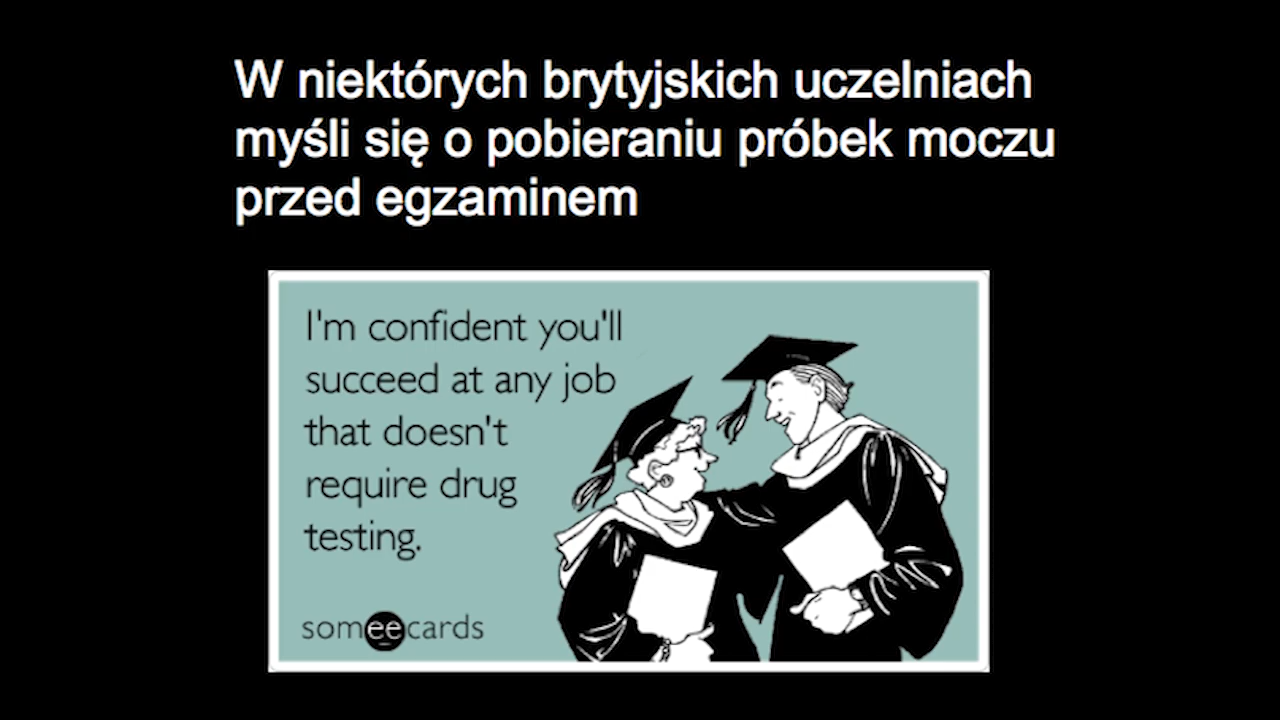 W niektórych brytyjskich uczelniach
myśli się o pobieraniu próbek moczu
przed egzaminem
I'm confident you'll
succeed at any job
that doesn't
require drug
testing.
someecards